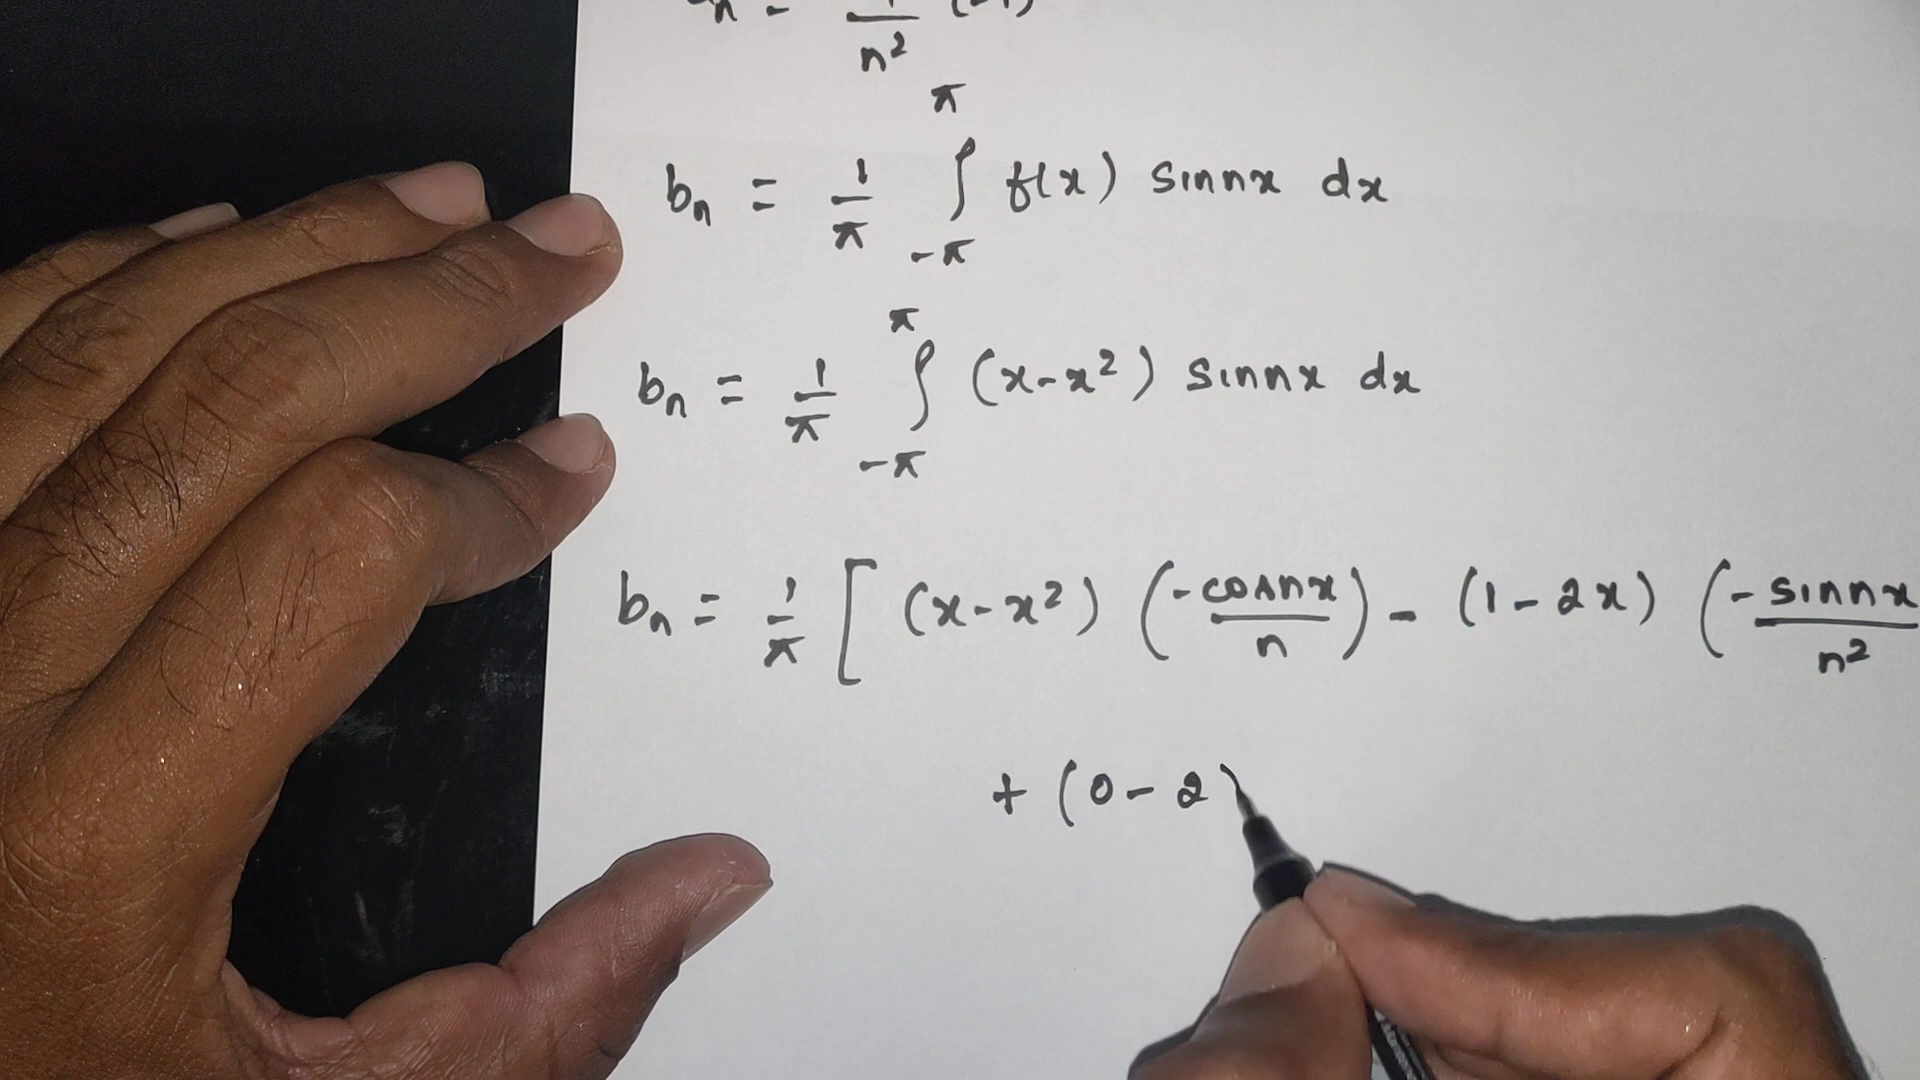 n²
bₙ = 1/π ∫_{-π}^{π} f(x) sinnx dx
bₙ = 1/π ∫_{-π}^{π} (x-x²) sinnx dx
bₙ = 1/π [ (x-x²) (-cosnx/n) - (1-2x) (-sinnx/n²
+ (0-2)